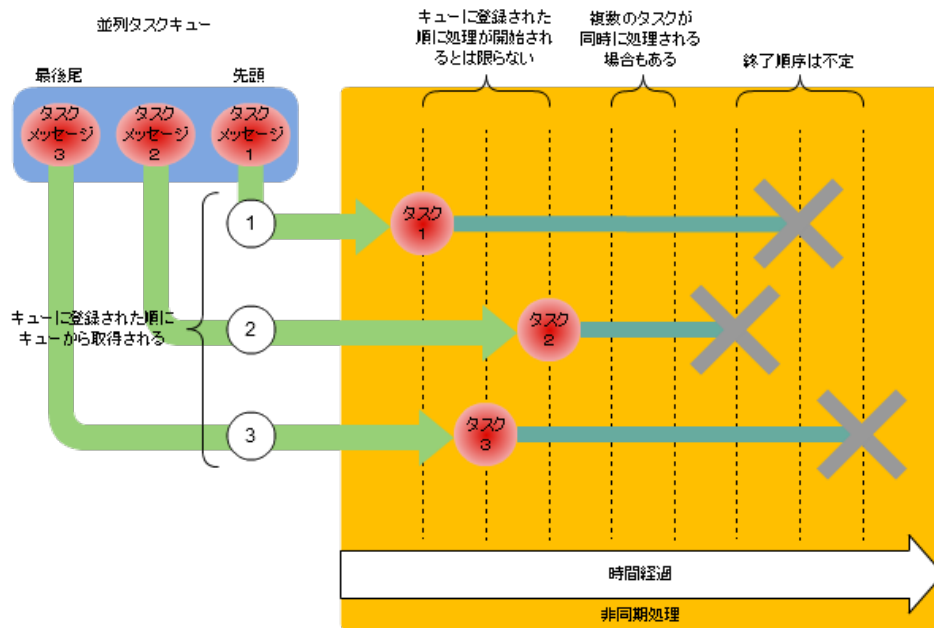 並列タスクキュー
キューに登録された
順に処理が開始され
るとは限らない
複数のタスクが
同時に処理される
場合もある
終了順序は不定
最後尾
先頭
タスク
メッセージ
3
タスク
メッセージ
2
タスク
メッセージ
1
1
タスク
1
キューに登録された順に
キューから取得される
2
タスク
2
3
タスク
3
時間経過
非同期処理